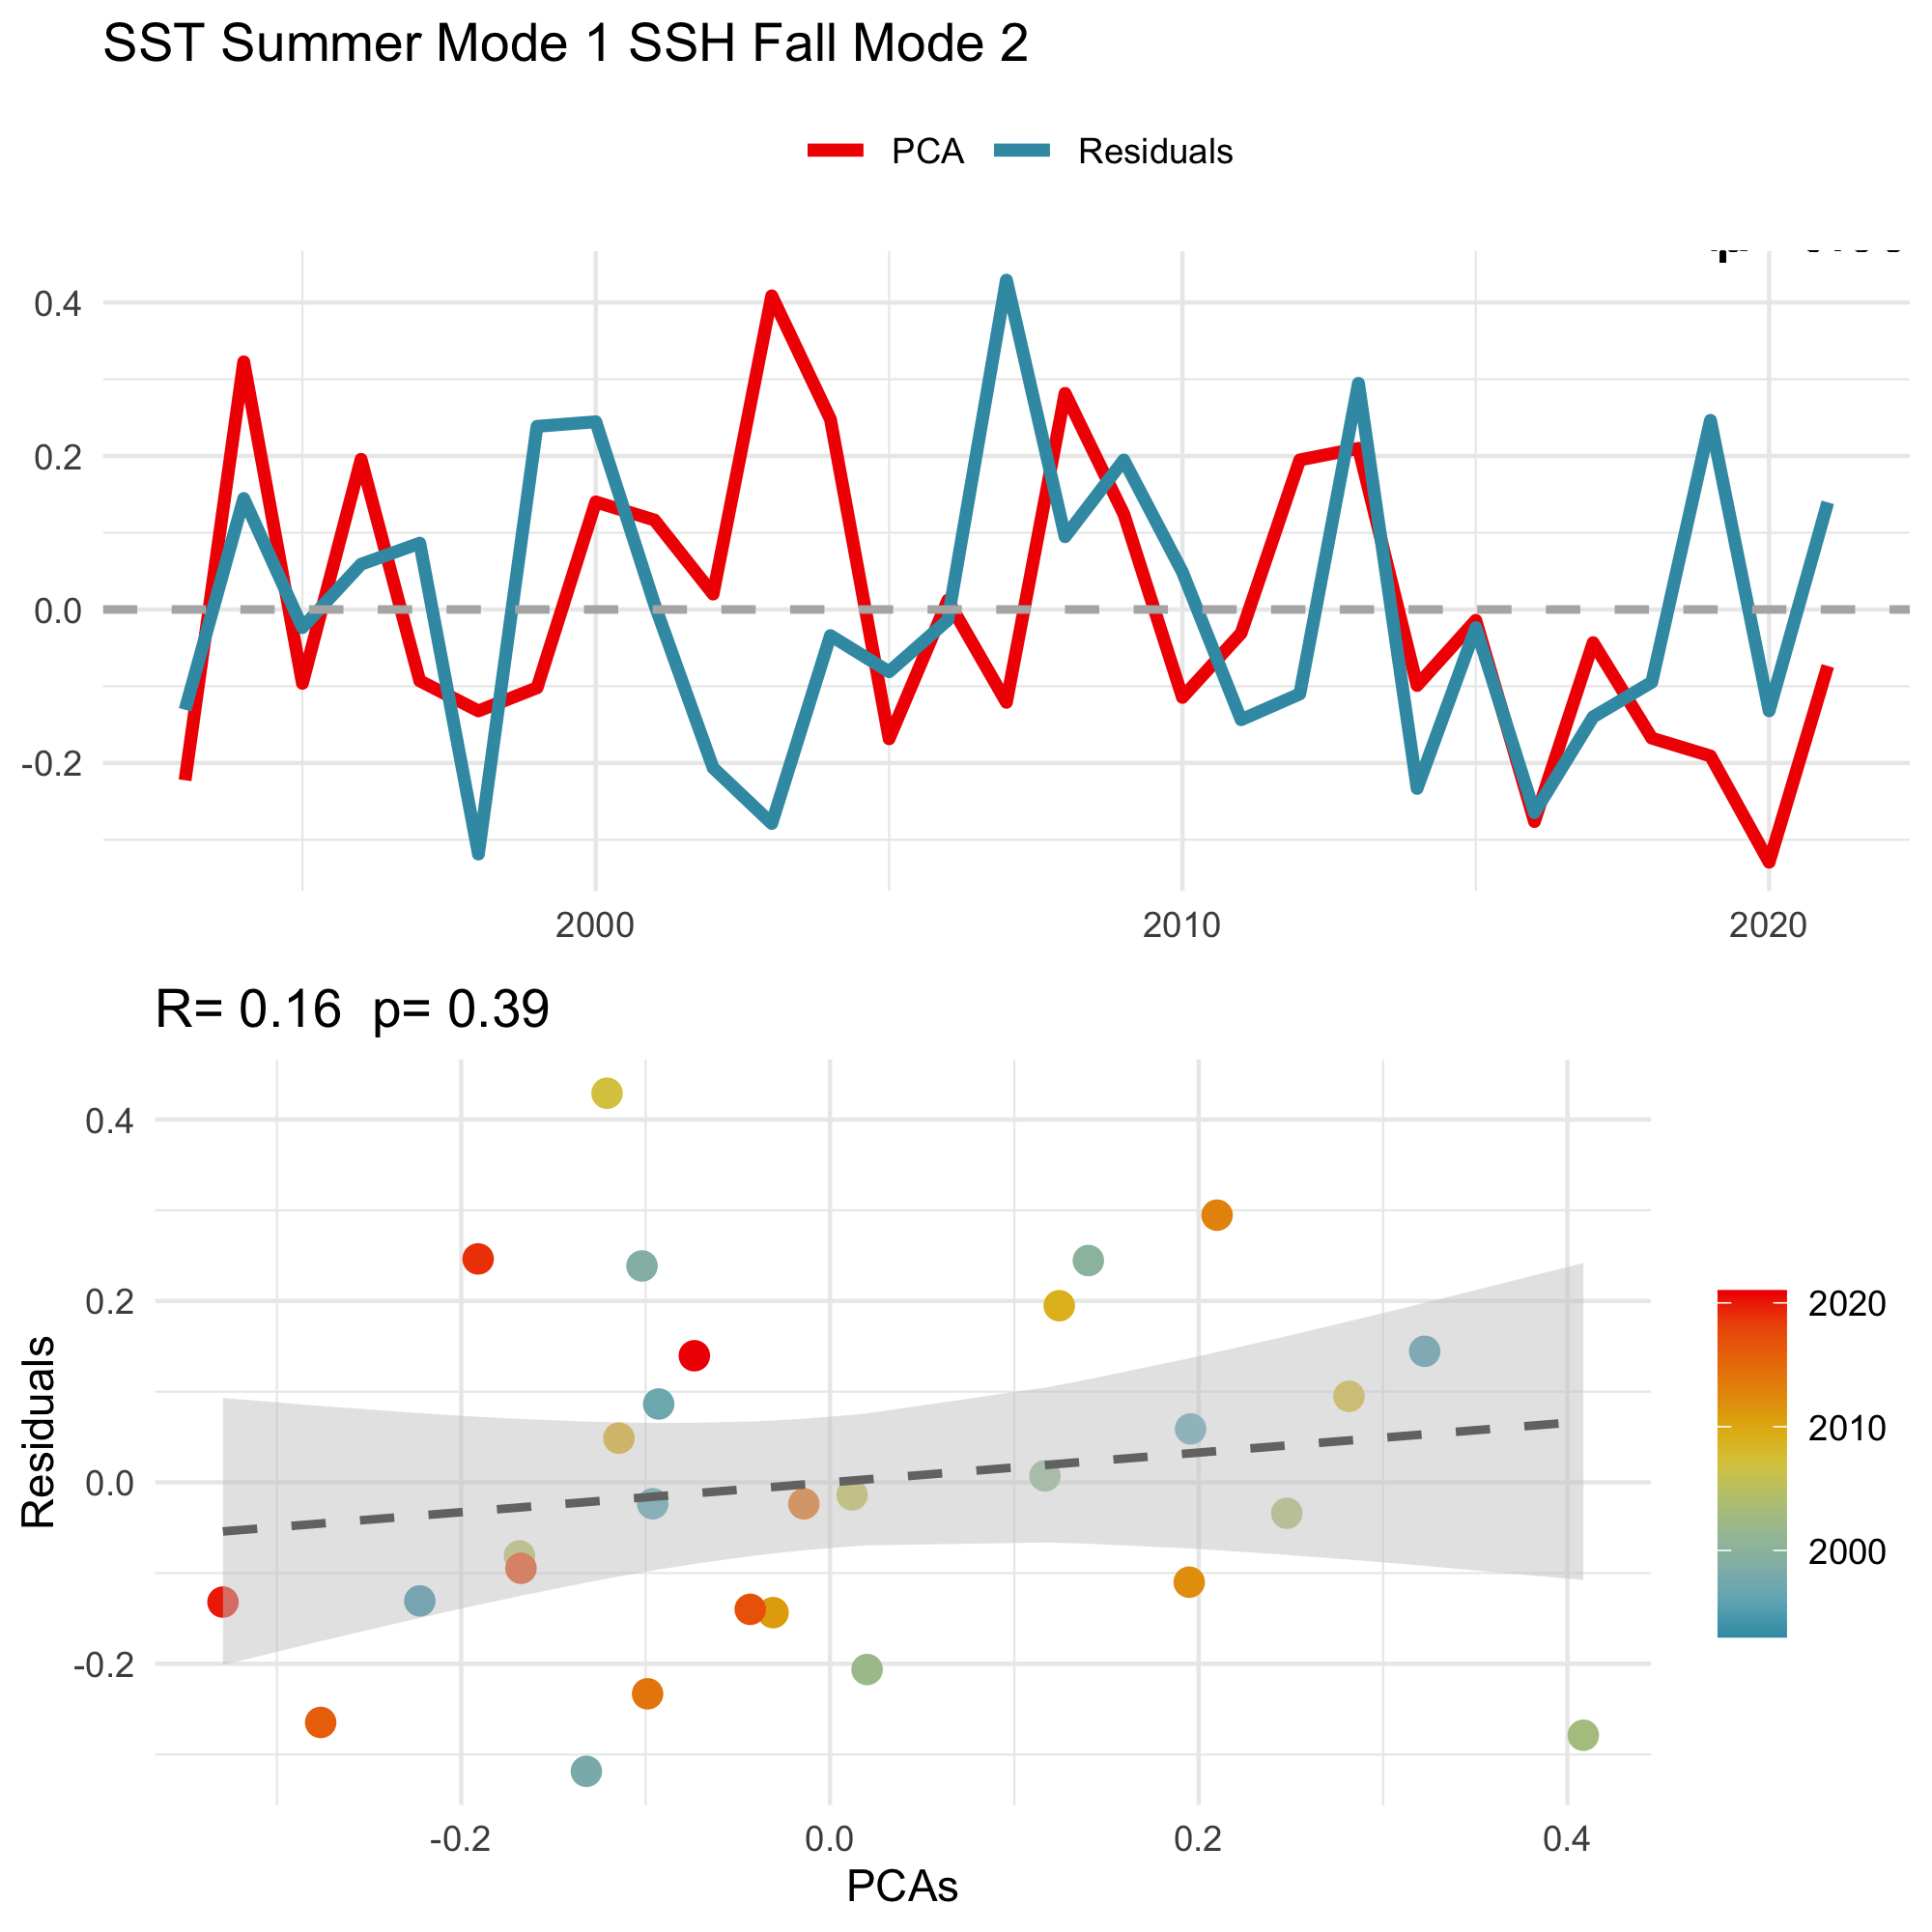 SST Summer Mode 1 SSH Fall Mode 2
PCA Residuals
0.4
0.2
0.0
-0.2
2000 2010 2020
R= 0.16 p= 0.39
Residuals
0.4
0.2
0.0
-0.2
-0.2 0.0 0.2 0.4
PCAs
2020
2010
2000